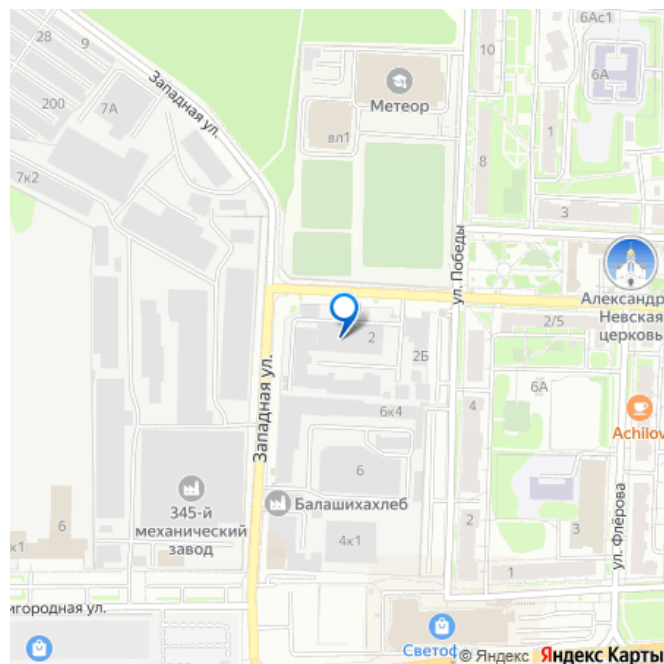 6Ас1
28
9
10
6А
Западная ул.
200
7А
Метеор
вл1
1
8
7к2
3
ул. Победы
Александр
Невская
церковь
2/5
2
2Б
Западная ул.
6А
4
6к4
Achilov
6
345-й
механический
завод
Балашихахлеб
6
к1
4к1
2
3
ул. Флёрова
1
игородная ул.
Светоф
© Яндекс Яндекс Карты